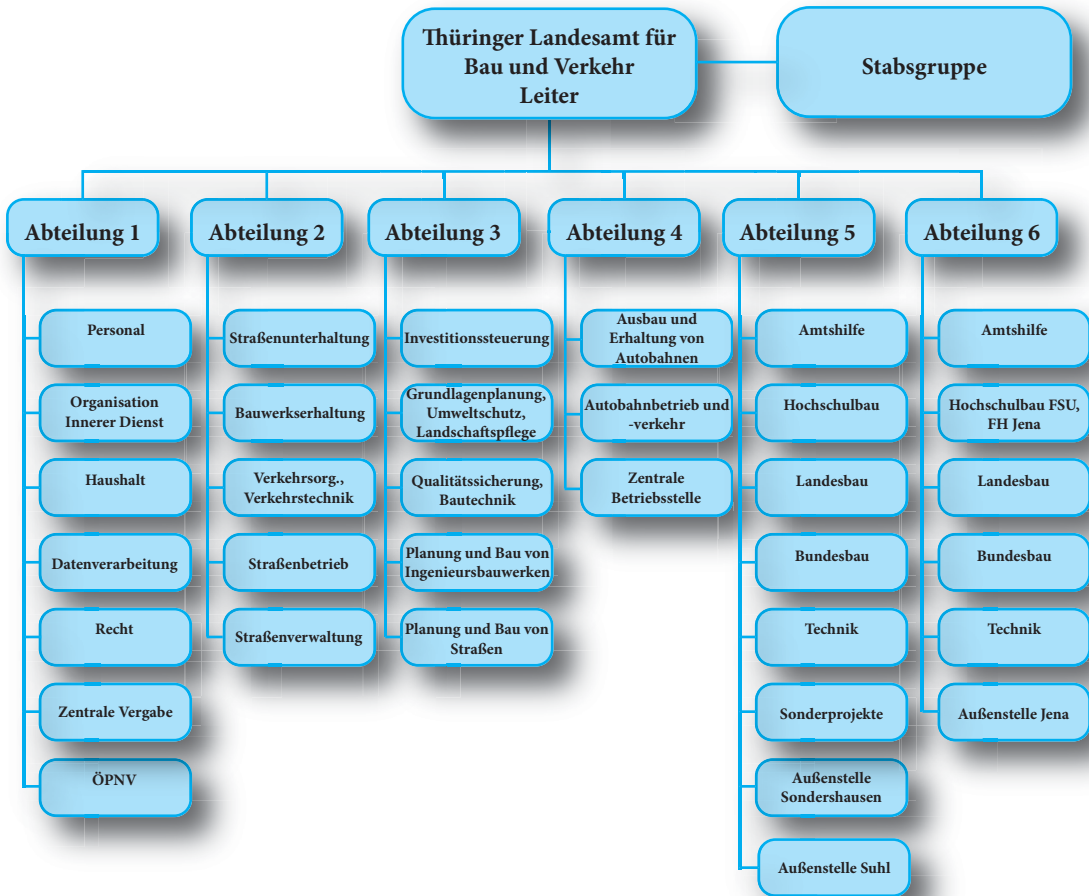 Thüringer Landesamt für
Bau und Verkehr
Leiter
Stabsgruppe
Abteilung 1
Personal
Organisation
Innerer Dienst
Haushalt
Datenverarbeitung
Recht
Zentrale Vergabe
ÖPNV
Abteilung 2
Straßenunterhaltung
Bauwerkserhaltung
Verkehrsorg.,
Verkehrstechnik
Straßenbetrieb
Straßenverwaltung
Abteilung 3
Investitionssteuerung
Grundlagenplanung,
Umweltschutz,
Landschaftspflege
Qualitätssicherung,
Bautechnik
Planung und Bau von
Ingenieursbauwerken
Planung und Bau von
Straßen
Abteilung 4
Ausbau und
Erhaltung von
Autobahnen
Autobahnbetrieb und
-verkehr
Zentrale
Betriebsstelle
Abteilung 5
Amtshilfe
Hochschulbau
Landesbau
Bundesbau
Technik
Sonderprojekte
Außenstelle
Sondershausen
Außenstelle Suhl
Abteilung 6
Amtshilfe
Hochschulbau FSU,
FH Jena
Landesbau
Bundesbau
Technik
Außenstelle Jena